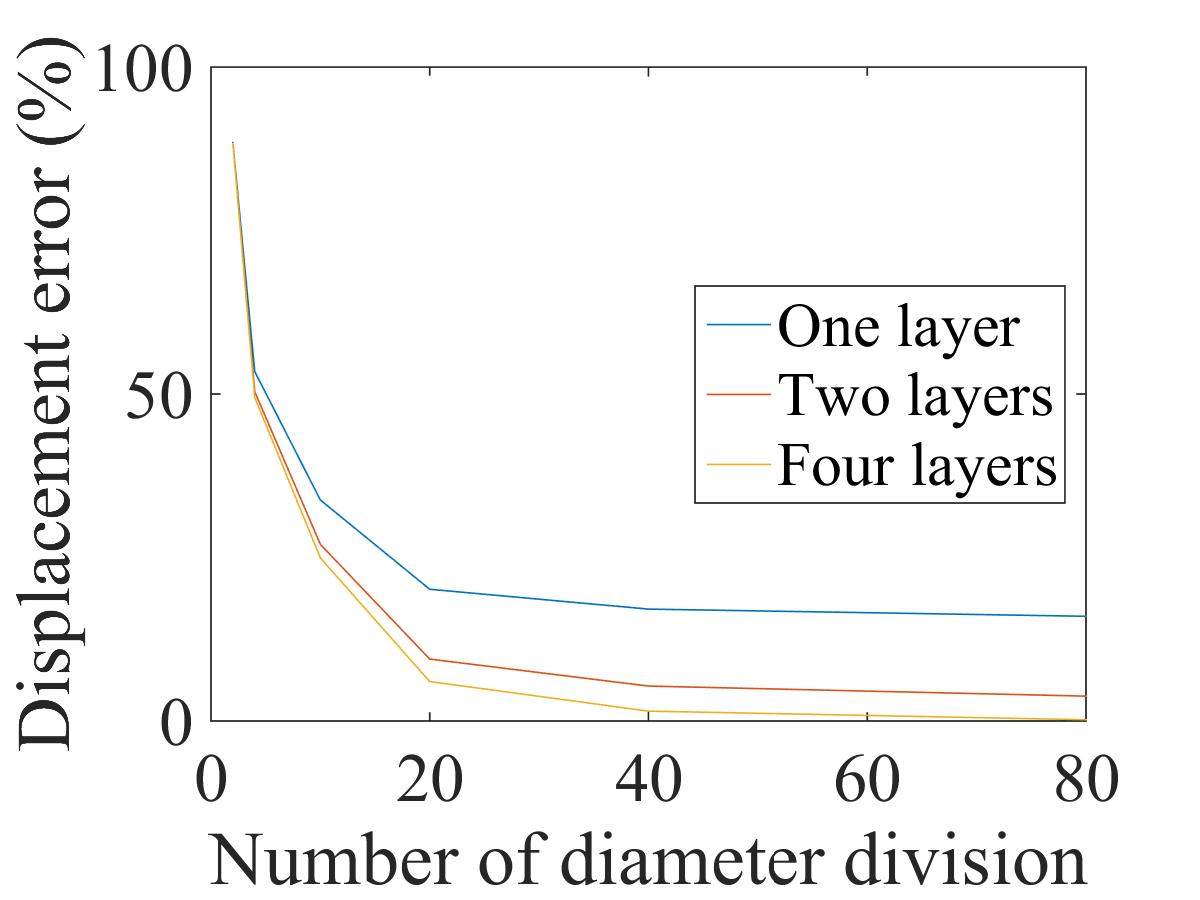 Displacement error (%)
100
50
0
One layer
Two layers
Four layers
0 20 40 60 80
Number of diameter division